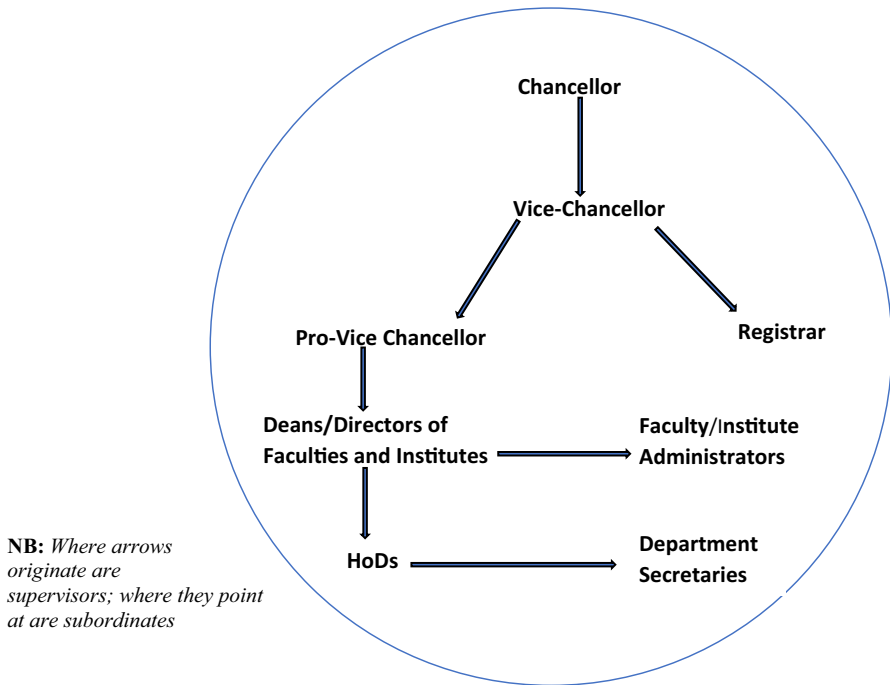 Chancellor
Vice-Chancellor
Pro-Vice Chancellor
Registrar
Deans/Directors of
Faculties and Institutes
Faculty/Institute
Administrators
HoDs
Department
Secretaries
NB: Where arrows
originate are
supervisors; where they point
at are subordinates